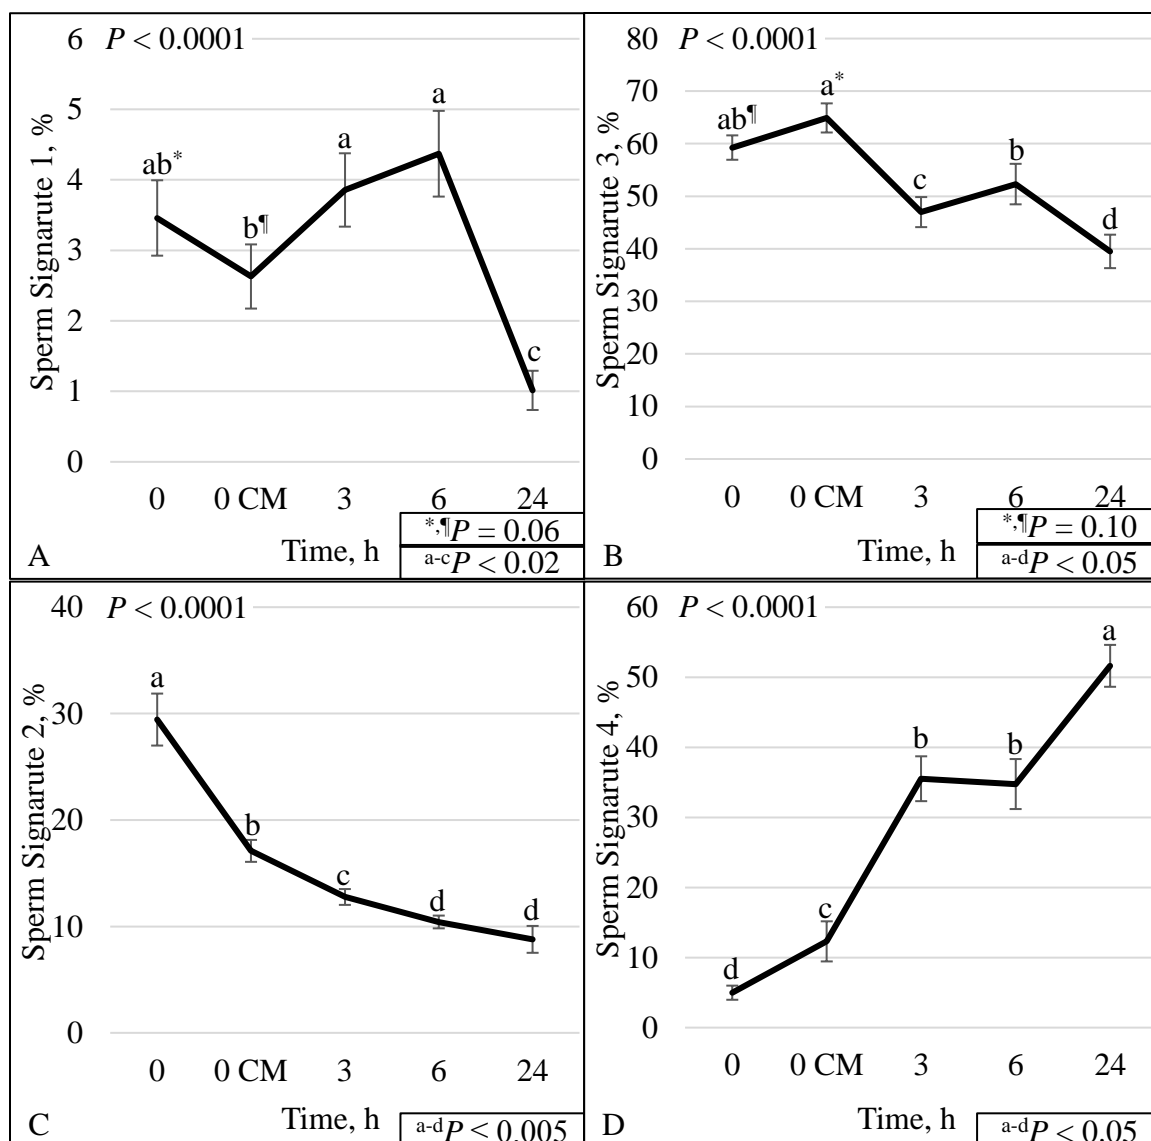 P < 0.0001
Sperm Signarute 1, %
6
5
4
3
2
1
0
ab*
b¶
a
a
c
0 0 CM 3 6 24
Time, h
*,¶P = 0.06
a-cP < 0.02
A
P < 0.0001
Sperm Signarute 3, %
80
70
60
50
40
30
20
10
0
ab¶
a*
c
b
d
0 0 CM 3 6 24
Time, h
*,¶P = 0.10
a-dP < 0.05
B
P < 0.0001
Sperm Signarute 2, %
40
30
20
10
0
a
b
c
d
d
0 0 CM 3 6 24
Time, h
a-dP < 0.005
C
P < 0.0001
Sperm Signarute 4, %
60
50
40
30
20
10
0
d
c
b
b
a
0 0 CM 3 6 24
Time, h
a-dP < 0.05
D